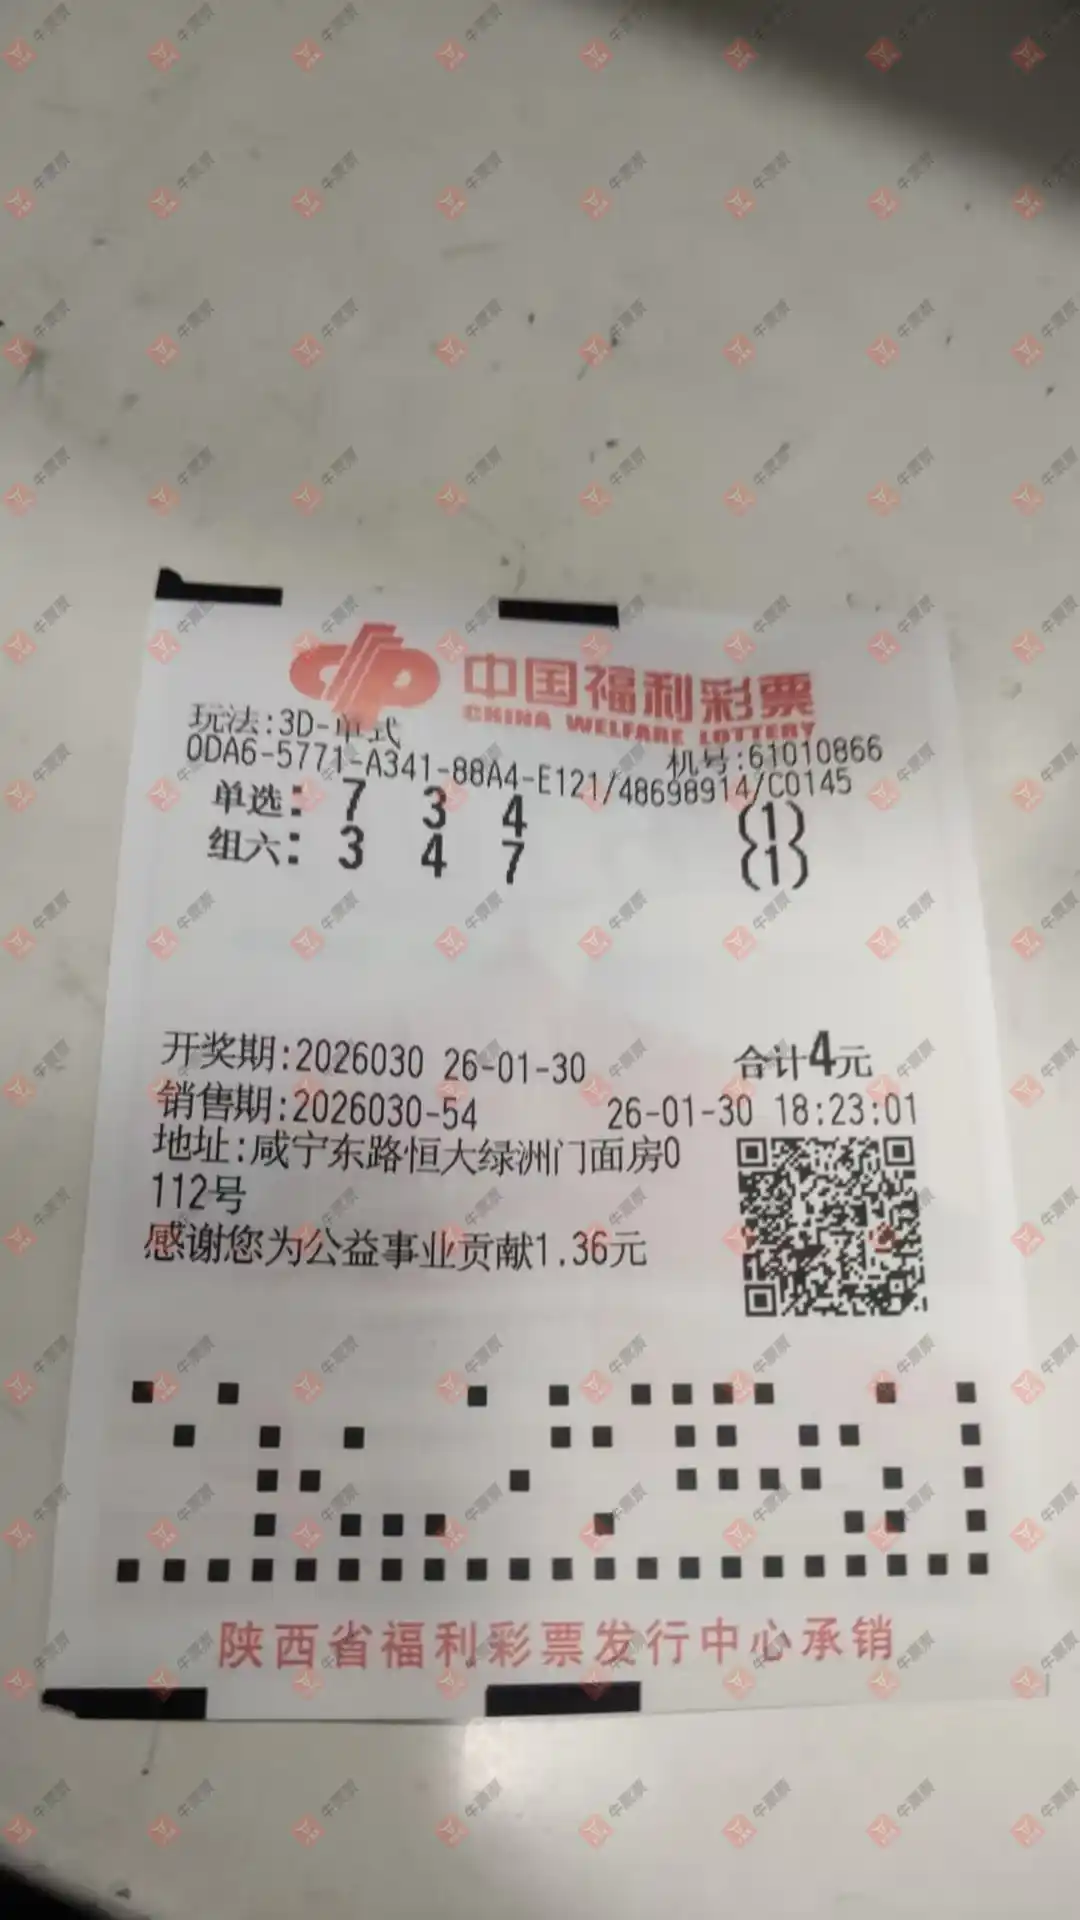 中国福利彩票
CHINA WELFARE LOTTERY
玩法:3D-单式
机号:61010866
0DA6-5771-A341-88A4-E121/48698914/C0145
单选: 7 3 4 (1)
组六: 3 4 7 (1)
开奖期:2026030 26-01-30 合计4元
销售期:2026030-54 26-01-30 18:23:01
地址:咸宁东路恒大绿洲门面房0
112号
感谢您为公益事业贡献1.36元
陕西省福利彩票发行中心承销
牛票票